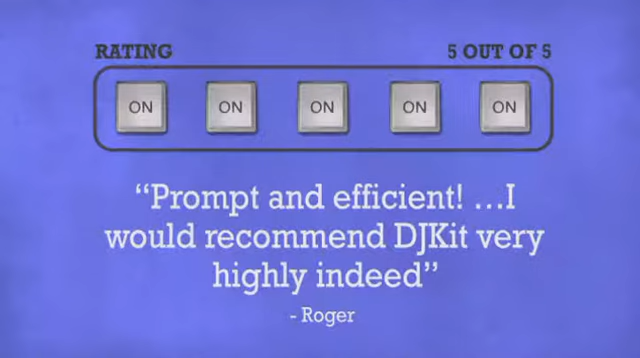 RATING 5 OUT OF 5
ON ON ON ON ON
“Prompt and efficient! …I
would recommend DJKit very
highly indeed”
- Roger